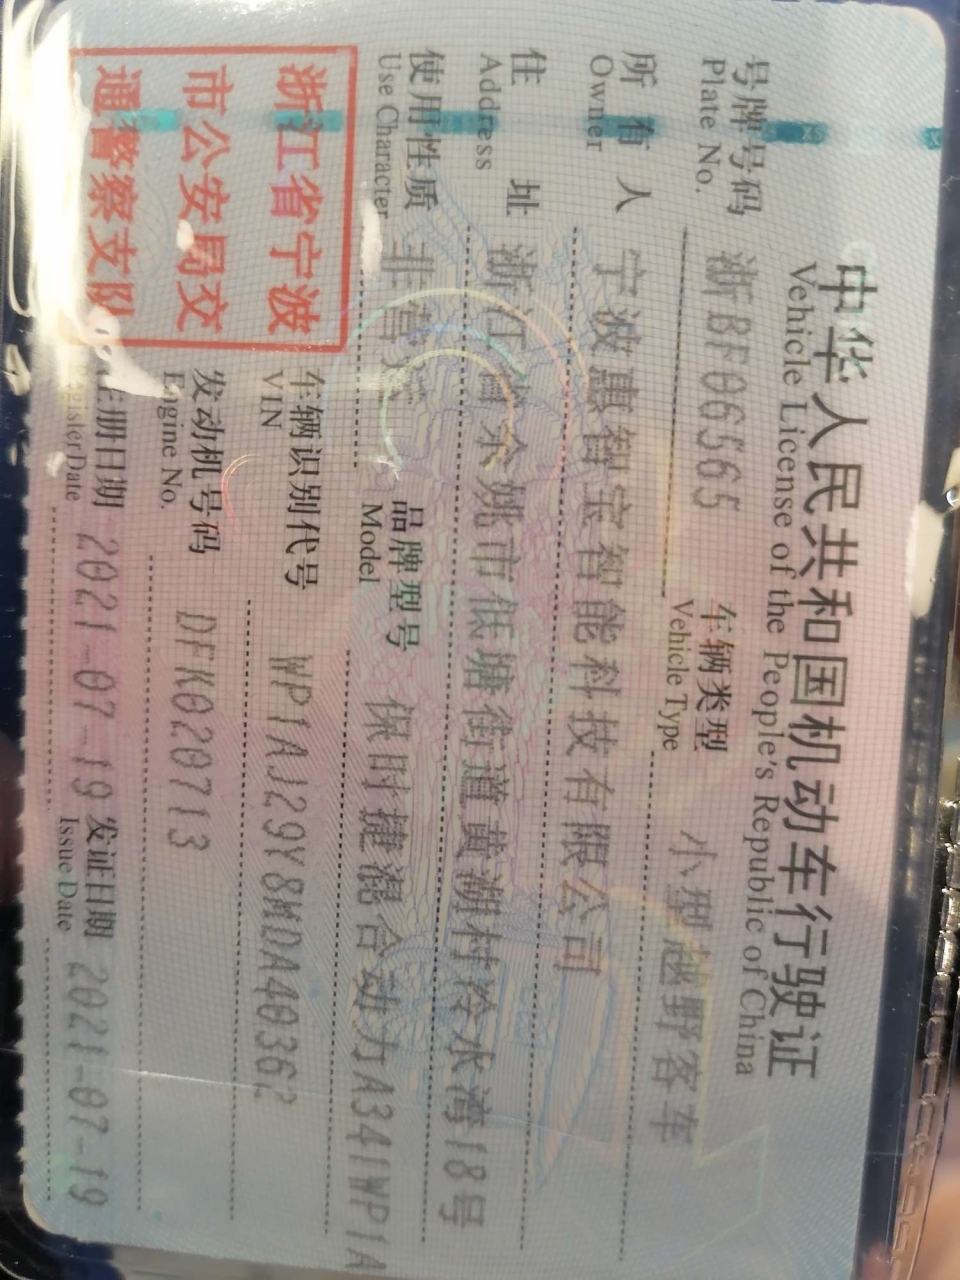 中华人民共和国机动车行驶证
Vehicle License of the People's Republic of China
号牌号码 浙BF06565 车辆类型 小型越野客车
Plate No. Vehicle Type
所有人 宁波惠智宝智能科技有限公司
Owner
住址 浙江省余姚市低塘街道黄湖村冷水湾18号
Address
使用性质 非营 品牌型号 保时捷混合动力A341WP1A
Use Character Model
浙江省宁波
市公安局交
通警察支队
车辆识别代号 WP1AJ29Y8MDA40362
VIN
发动机号码 DFK020713
Engine No.
注册日期 2021-07-19 发证日期 2021-07-19
Register Date Issue Date